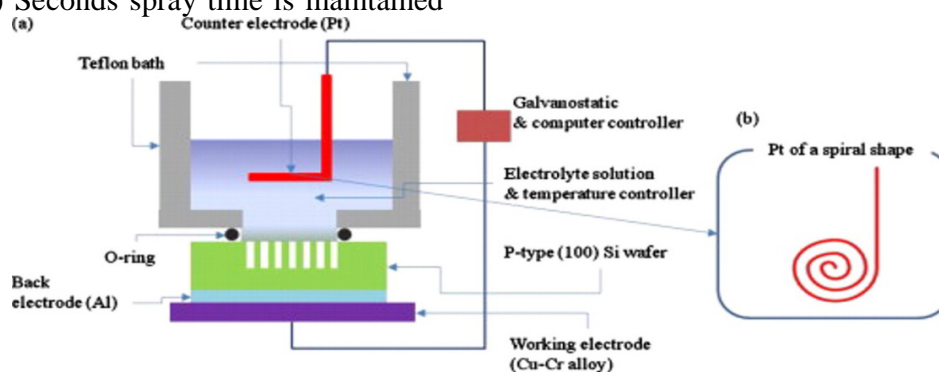 Seconds spray time is maintained
(a)
Counter electrode (Pt)
Teflon bath
Galvanostatic
& computer controller
(b)
Pt of a spiral shape
Electrolyte solution
& temperature controller
O-ring
P-type (100) Si wafer
Back
electrode (Al)
Working electrode
(Cu-Cr alloy)